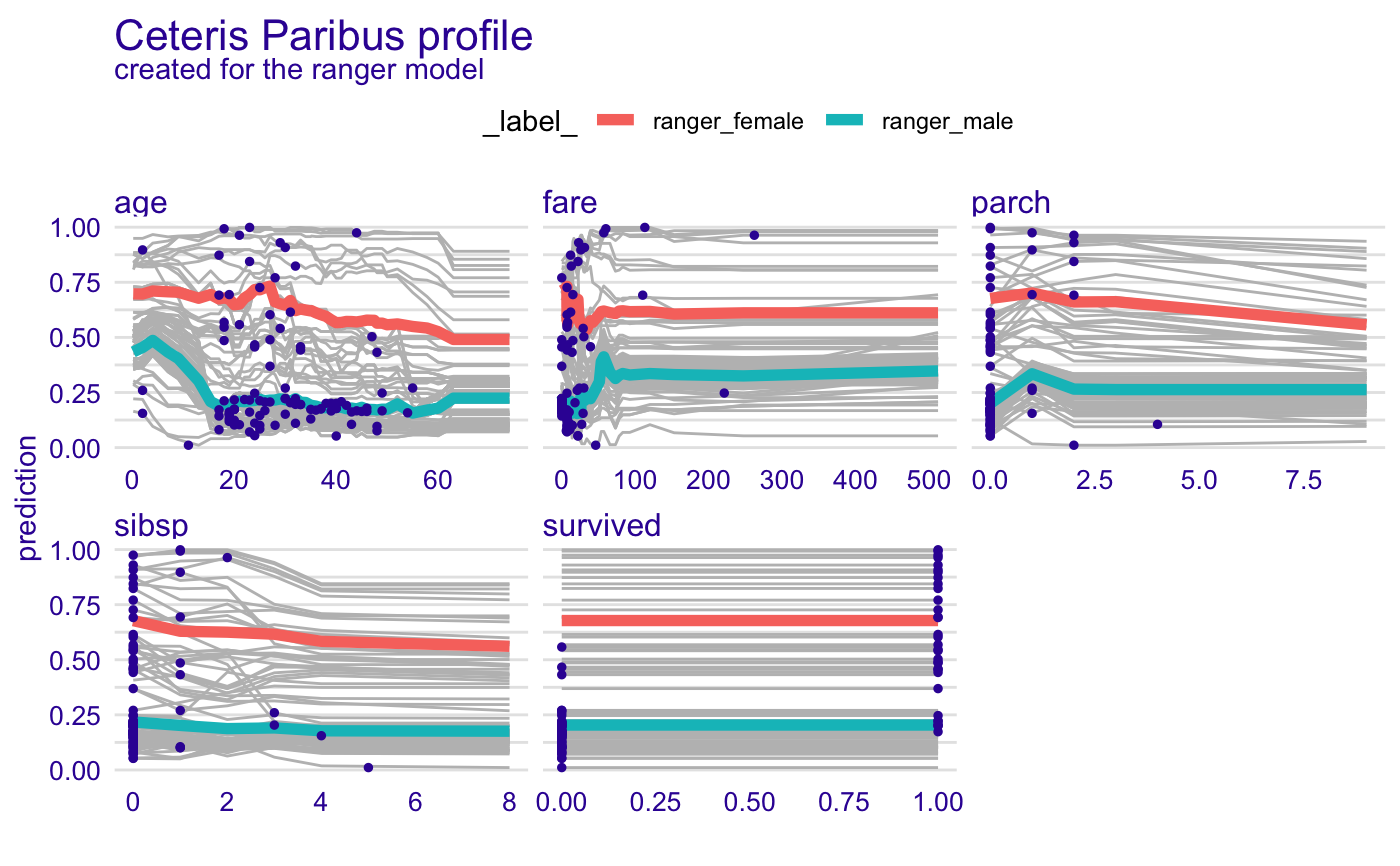 Ceteris Paribus profile
created for the ranger model
_label_ ranger_female ranger_male
age fare parch
1.00
0.75
0.50
0.25
0.00
0 20 40 60 0 100 200 300 400 500 0.0 2.5 5.0 7.5
prediction
sibsp survived
1.00
0.75
0.50
0.25
0.00
0 2 4 6 8 0.00 0.25 0.50 0.75 1.00